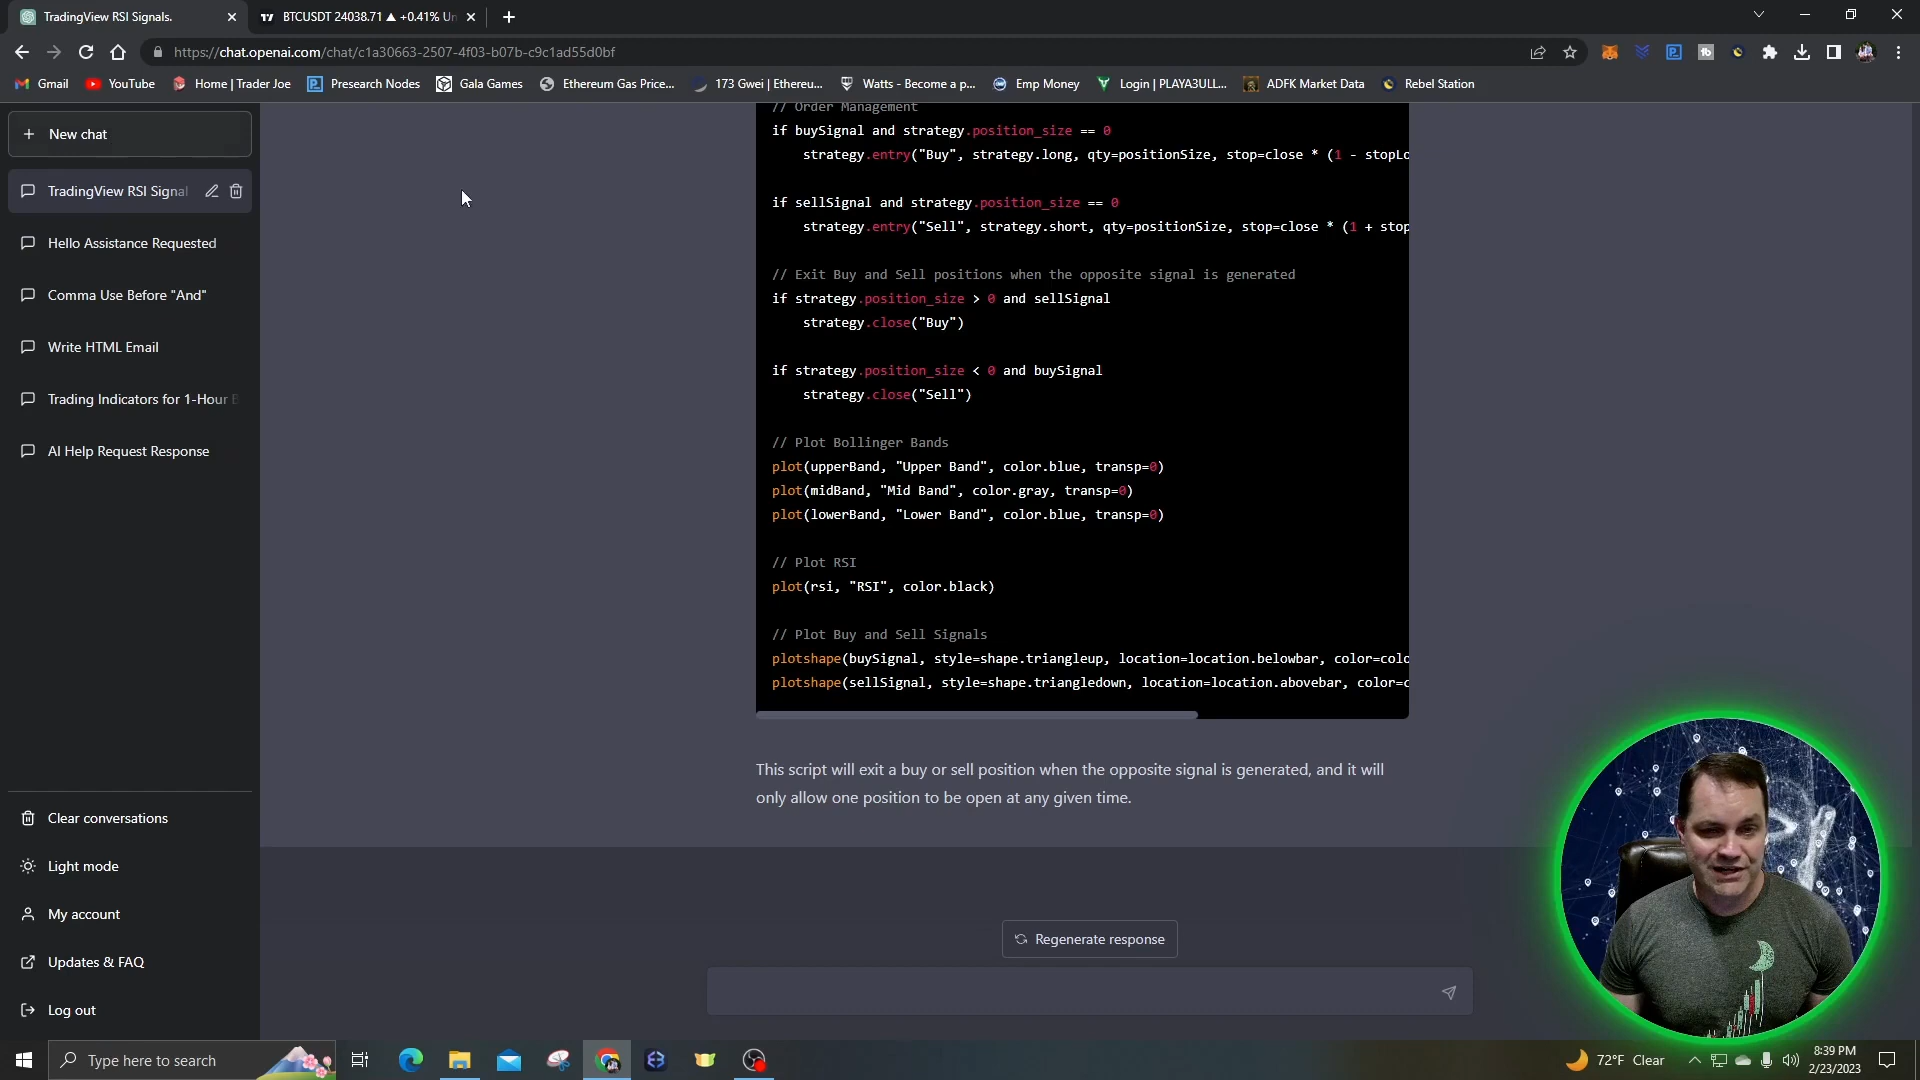 TradingView RSI Signals.
BTCUSDT 24038.71 ▲ +0.41% Un
https://chat.openai.com/chat/c1a30663-2507-4f03-b07b-c9c1ad55d0bf
Gmail YouTube Home | Trader Joe Presearch Nodes Gala Games Ethereum Gas Price... 173 Gwei | Ethereu... Watts - Become a p... Emp Money Login | PLAYA3ULL... ADFK Market Data Rebel Station
+ New chat
TradingView RSI Signal
Hello Assistance Requested
Comma Use Before "And"
Write HTML Email
Trading Indicators for 1-Hour B
AI Help Request Response
Clear conversations
Light mode
My account
Updates & FAQ
Log out
// Order Management
if buySignal and strategy.position_size == 0
strategy.entry("Buy", strategy.long, qty=positionSize, stop=close * (1 - stopLo
if sellSignal and strategy.position_size == 0
strategy.entry("Sell", strategy.short, qty=positionSize, stop=close * (1 + stop
// Exit Buy and Sell positions when the opposite signal is generated
if strategy.position_size > 0 and sellSignal
strategy.close("Buy")
if strategy.position_size < 0 and buySignal
strategy.close("Sell")
// Plot Bollinger Bands
plot(upperBand, "Upper Band", color.blue, transp=0)
plot(midBand, "Mid Band", color.gray, transp=0)
plot(lowerBand, "Lower Band", color.blue, transp=0)
// Plot RSI
plot(rsi, "RSI", color.black)
// Plot Buy and Sell Signals
plotshape(buySignal, style=shape.triangleup, location=location.belowbar, color=colo
plotshape(sellSignal, style=shape.triangledown, location=location.abovebar, color=c
This script will exit a buy or sell position when the opposite signal is generated, and it will
only allow one position to be open at any given time.
Regenerate response
Type here to search
72°F Clear
8:39 PM
2/23/2023